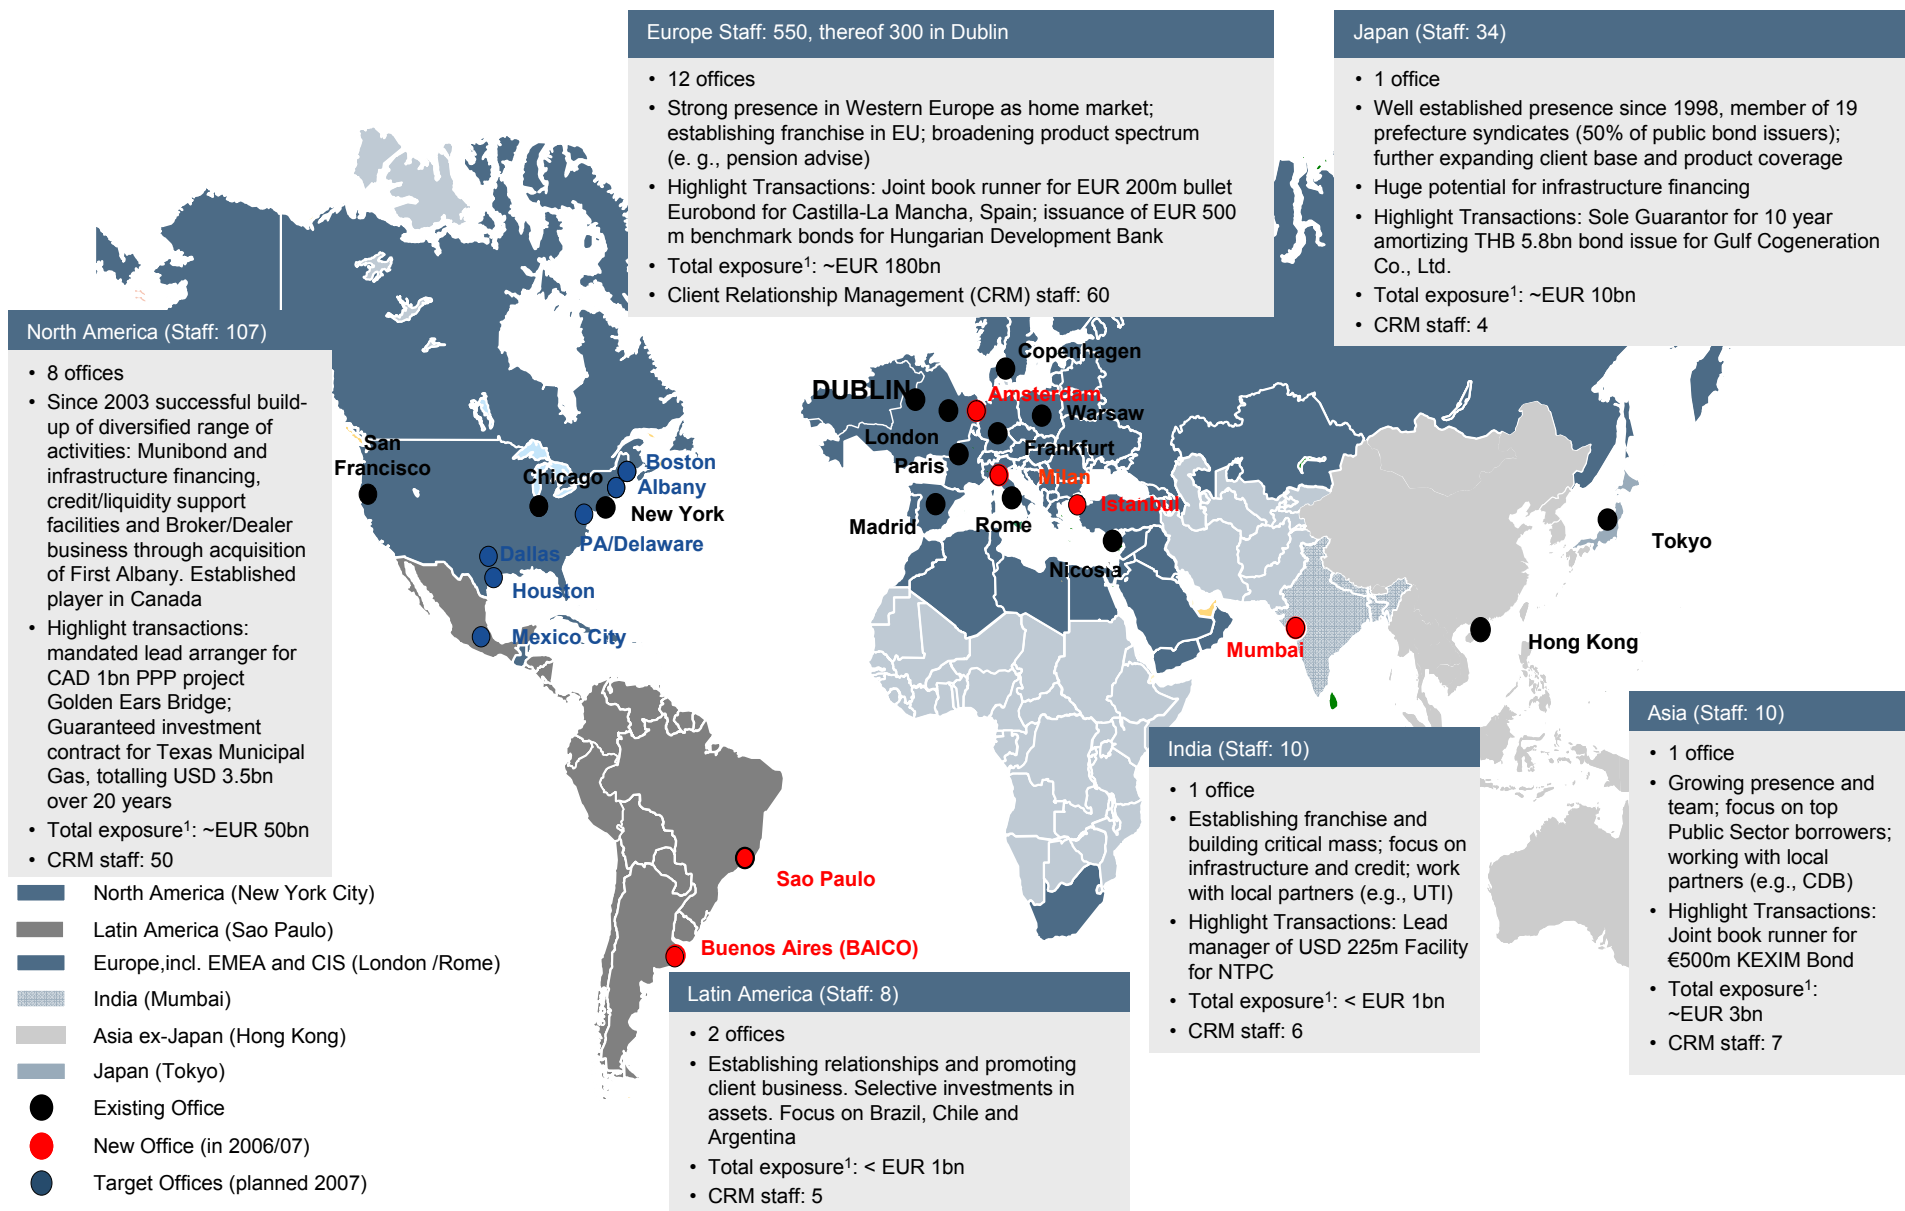 Europe Staff: 550, thereof 300 in Dublin
• 12 offices
• Strong presence in Western Europe as home market;
establishing franchise in EU; broadening product spectrum
(e. g., pension advise)
• Highlight Transactions: Joint book runner for EUR 200m bullet
Eurobond for Castilla-La Mancha, Spain; issuance of EUR 500
m benchmark bonds for Hungarian Development Bank
• Total exposure1: ~EUR 180bn
• Client Relationship Management (CRM) staff: 60
Japan (Staff: 34)
• 1 office
• Well established presence since 1998, member of 19
prefecture syndicates (50% of public bond issuers);
further expanding client base and product coverage
• Huge potential for infrastructure financing
• Highlight Transactions: Sole Guarantor for 10 year
amortizing THB 5.8bn bond issue for Gulf Cogeneration
Co., Ltd.
• Total exposure1: ~EUR 10bn
• CRM staff: 4
North America (Staff: 107)
• 8 offices
• Since 2003 successful build-
up of diversified range of
activities: Munibond and
infrastructure financing,
credit/liquidity support
facilities and Broker/Dealer
business through acquisition
of First Albany. Established
player in Canada
• Highlight transactions:
mandated lead arranger for
CAD 1bn PPP project
Golden Ears Bridge;
Guaranteed investment
contract for Texas Municipal
Gas, totalling USD 3.5bn
over 20 years
• Total exposure1: ~EUR 50bn
• CRM staff: 50
San
Francisco
Chicago
Boston
Albany
New York
PA/Delaware
Dallas
Houston
Mexico City
Copenhagen
DUBLIN
Amsterdam
Warsaw
London
Frankfurt
Paris
Milan
Istanbul
Madrid
Rome
Nicosia
Tokyo
Hong Kong
Mumbai
Sao Paulo
Buenos Aires (BAICO)
Latin America (Staff: 8)
• 2 offices
• Establishing relationships and promoting
client business. Selective investments in
assets. Focus on Brazil, Chile and
Argentina
• Total exposure1: < EUR 1bn
• CRM staff: 5
India (Staff: 10)
• 1 office
• Establishing franchise and
building critical mass; focus on
infrastructure and credit; work
with local partners (e.g., UTI)
• Highlight Transactions: Lead
manager of USD 225m Facility
for NTPC
• Total exposure1: < EUR 1bn
• CRM staff: 6
Asia (Staff: 10)
• 1 office
• Growing presence and
team; focus on top
Public Sector borrowers;
working with local
partners (e.g., CDB)
• Highlight Transactions:
Joint book runner for
€500m KEXIM Bond
• Total exposure1:
~EUR 3bn
• CRM staff: 7
North America (New York City)
Latin America (Sao Paulo)
Europe,incl. EMEA and CIS (London /Rome)
India (Mumbai)
Asia ex-Japan (Hong Kong)
Japan (Tokyo)
Existing Office
New Office (in 2006/07)
Target Offices (planned 2007)